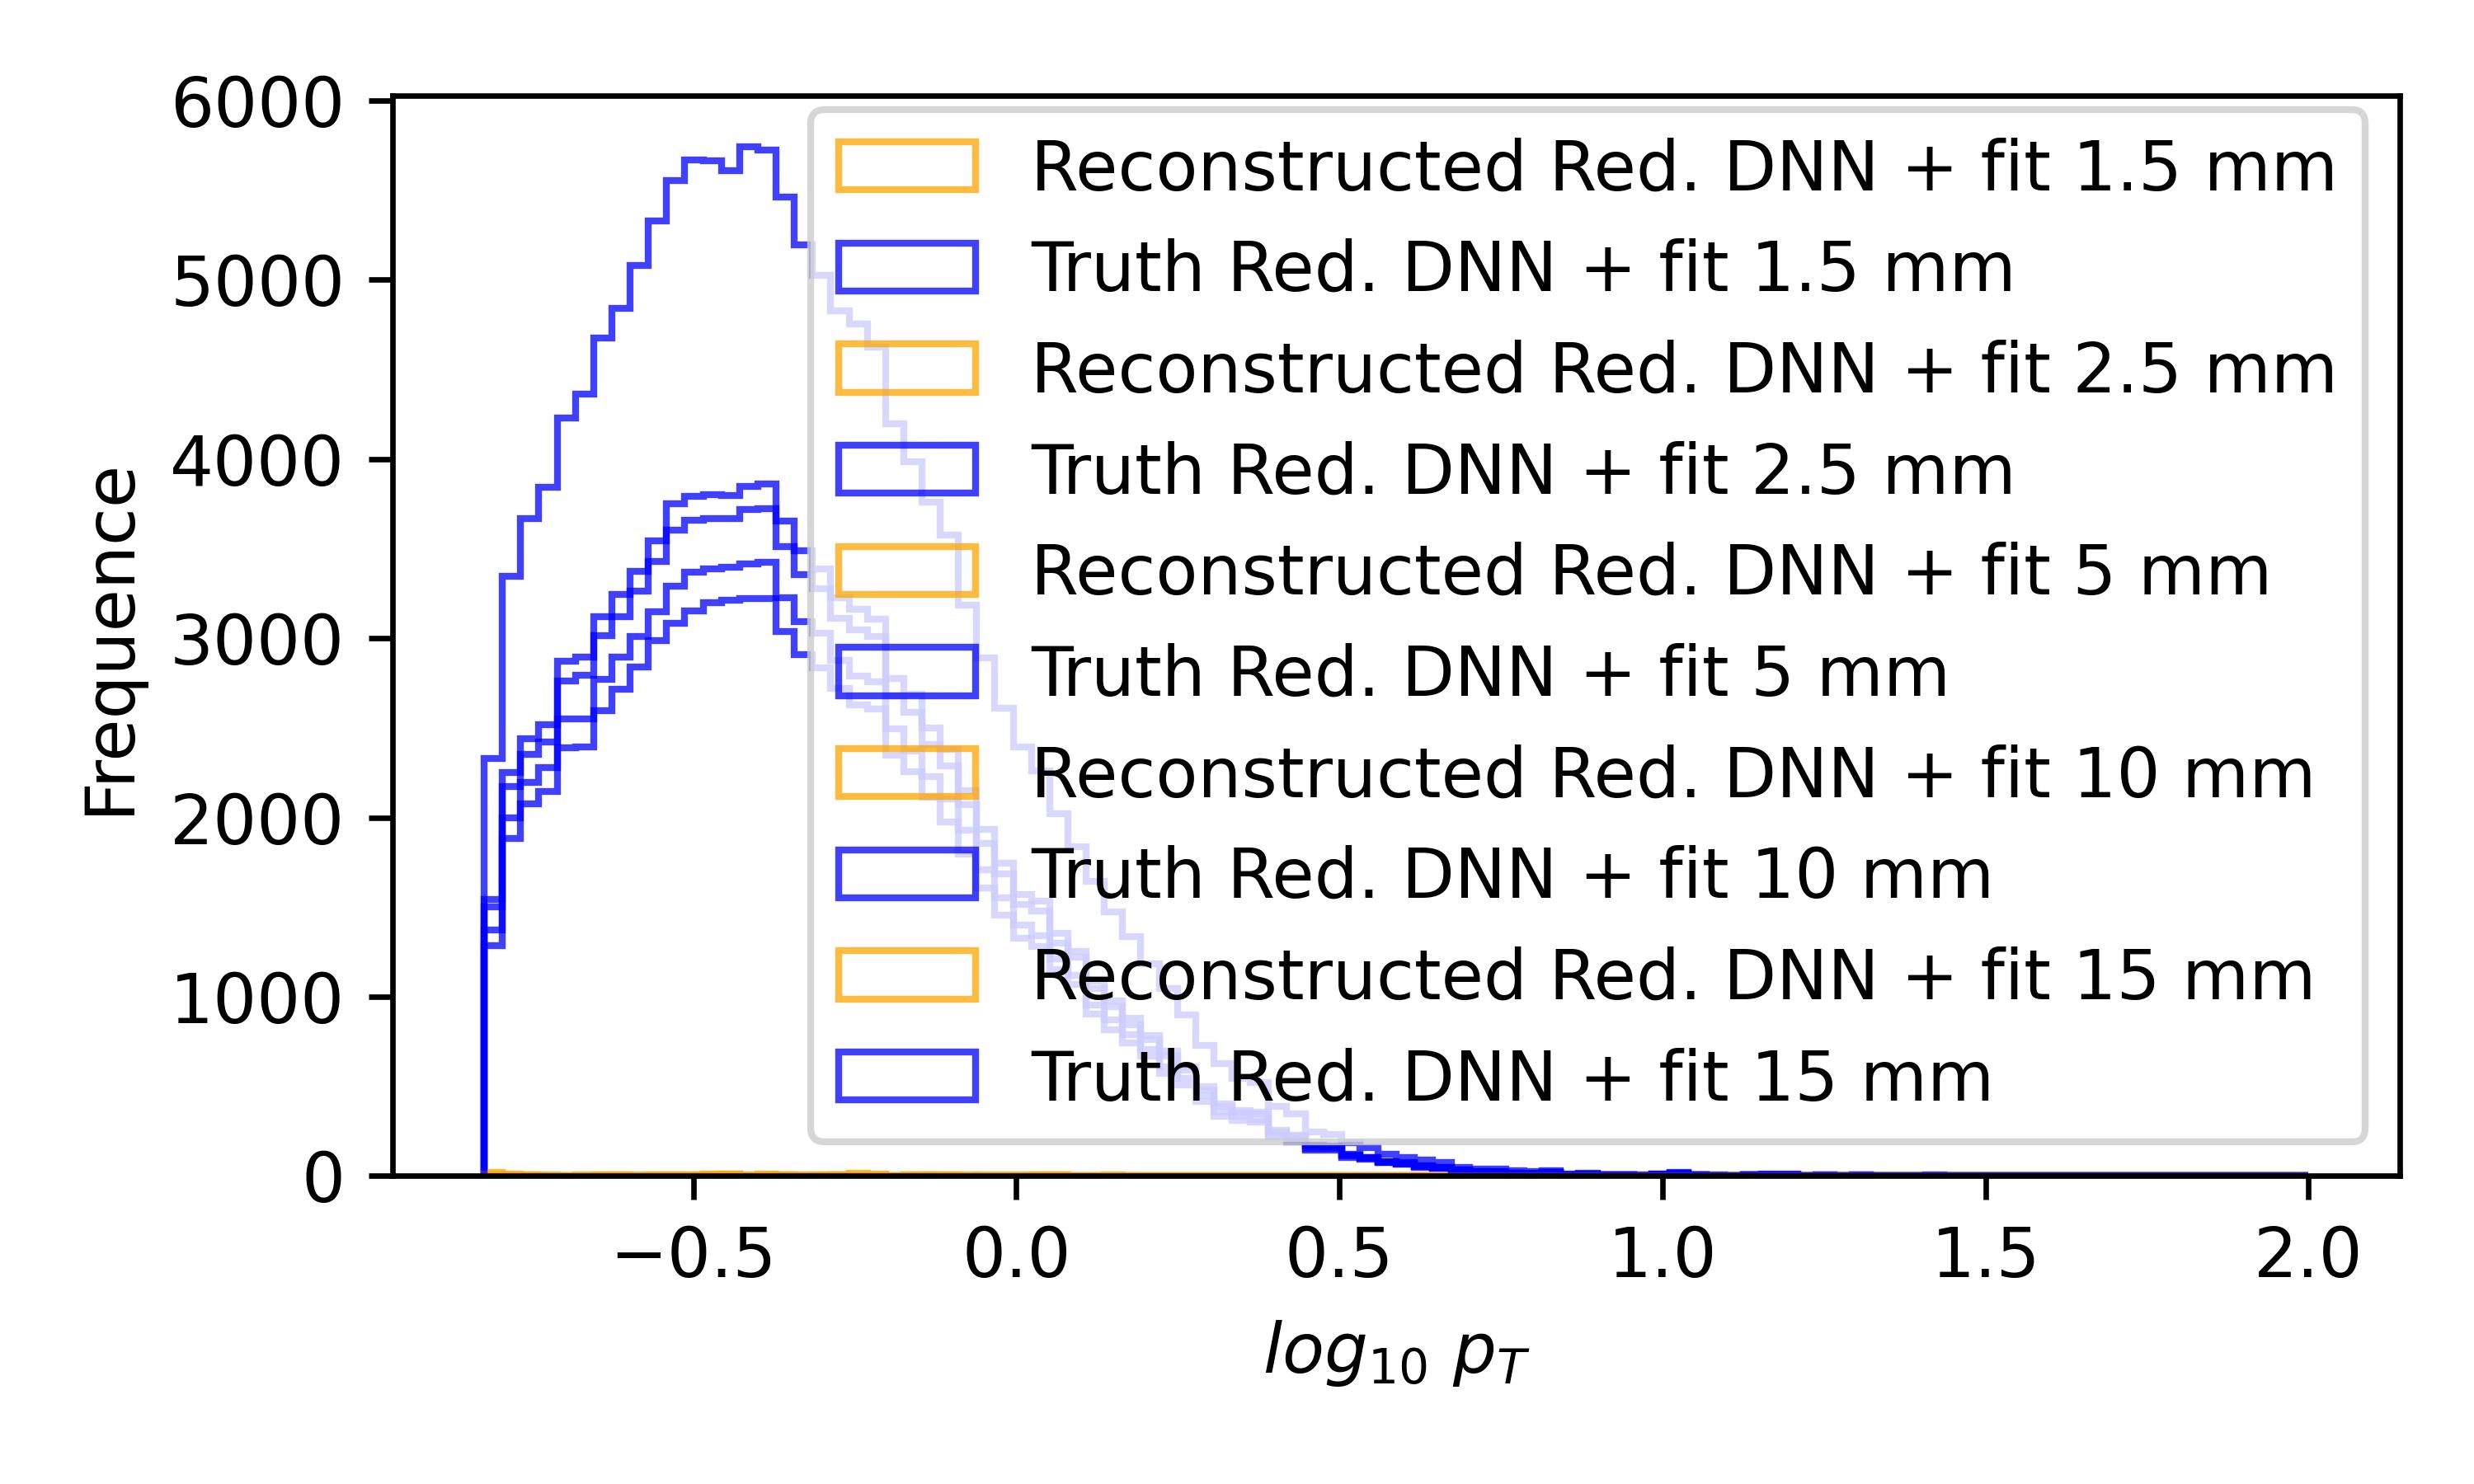 6000
5000
4000
3000
2000
1000
0
Frequence
Reconstructed Red. DNN + fit 1.5 mm
Truth Red. DNN + fit 1.5 mm
Reconstructed Red. DNN + fit 2.5 mm
Truth Red. DNN + fit 2.5 mm
Reconstructed Red. DNN + fit 5 mm
Truth Red. DNN + fit 5 mm
Reconstructed Red. DNN + fit 10 mm
Truth Red. DNN + fit 10 mm
Reconstructed Red. DNN + fit 15 mm
Truth Red. DNN + fit 15 mm
−0.5 0.0 0.5 1.0 1.5 2.0
log₁₀ p_T